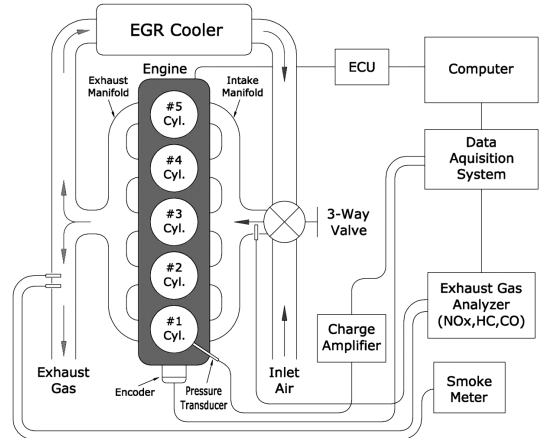 EGR Cooler
Engine
Exhaust
Manifold
Intake
Manifold
ECU
Computer
#5
Cyl.
#4
Cyl.
#3
Cyl.
#2
Cyl.
#1
Cyl.
Data
Aquisition
System
3-Way
Valve
Exhaust Gas
Analyzer
(NOx,HC,CO)
Charge
Amplifier
Exhaust
Gas
Encoder
Pressure
Transducer
Inlet
Air
Smoke
Meter